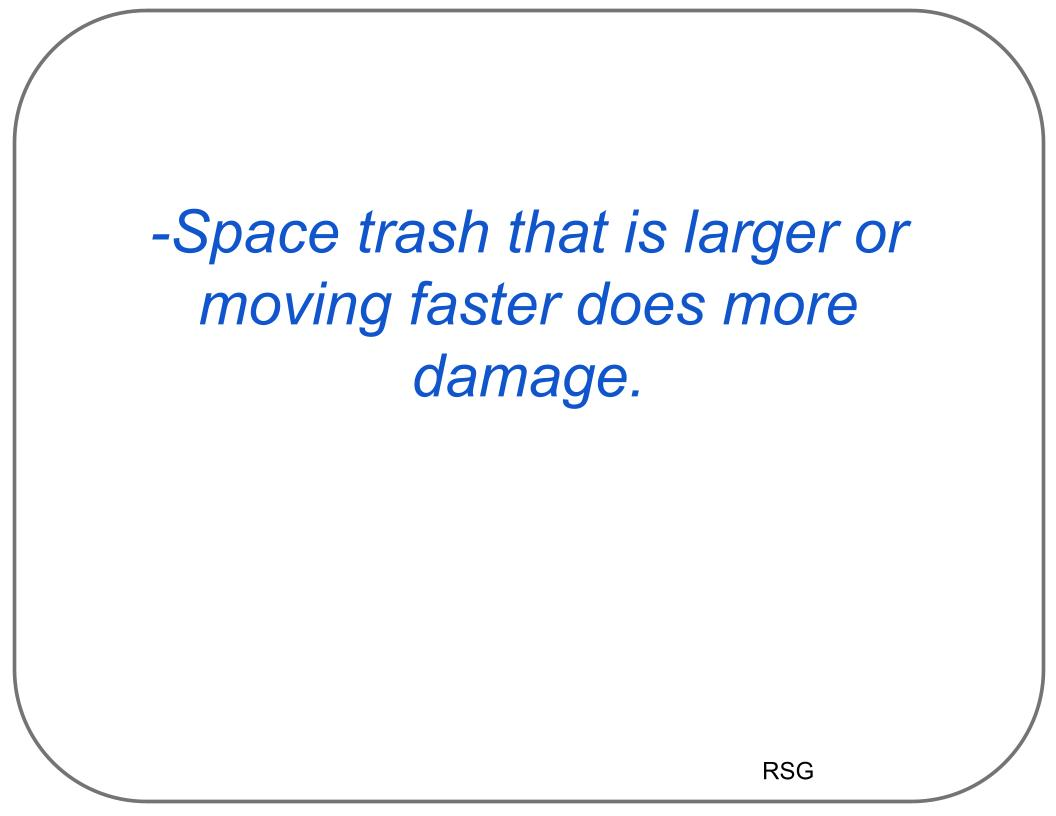 -Space trash that is larger or
moving faster does more
damage.
RSG